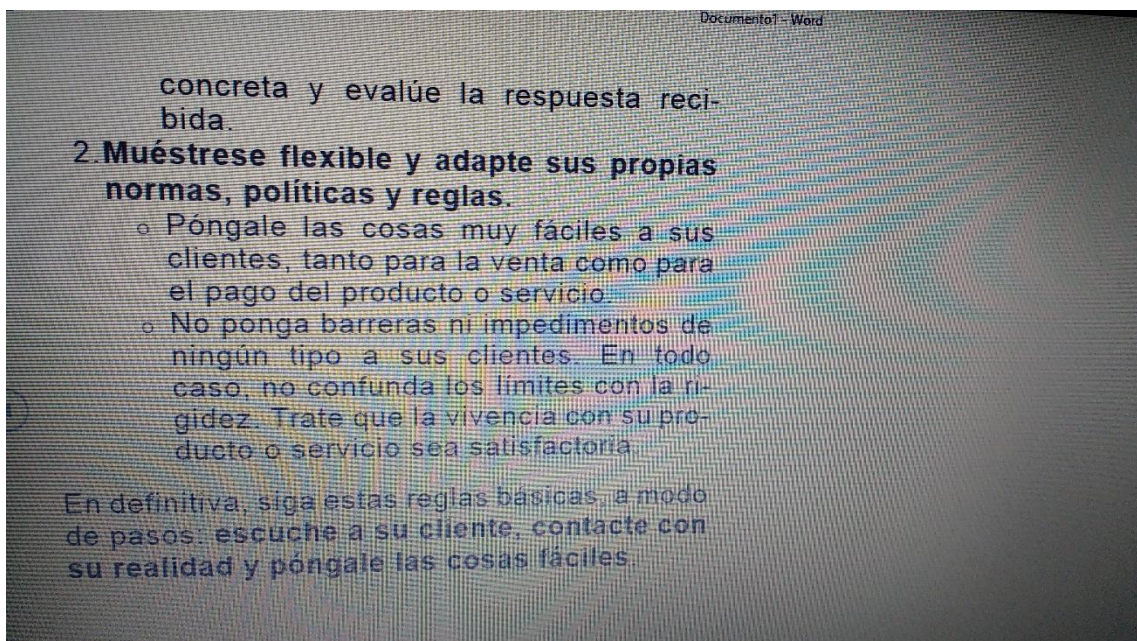 Documento1 - Word
concreta y evalúe la respuesta reci-
bida.
2.Muéstrese flexible y adapte sus propias
normas, políticas y reglas.
o Póngale las cosas muy fáciles a sus
clientes, tanto para la venta como para
el pago del producto o servicio.
o No ponga barreras ni impedimentos de
ningún tipo a sus clientes. En todo
caso, no confunda los límites con la ri-
gidez. Trate que la vivencia con su pro-
ducto o servicio sea satisfactoria.
En definitiva, siga estas reglas básicas, a modo
de pasos: escuche a su cliente, contacte con
su realidad y póngale las cosas fáciles.